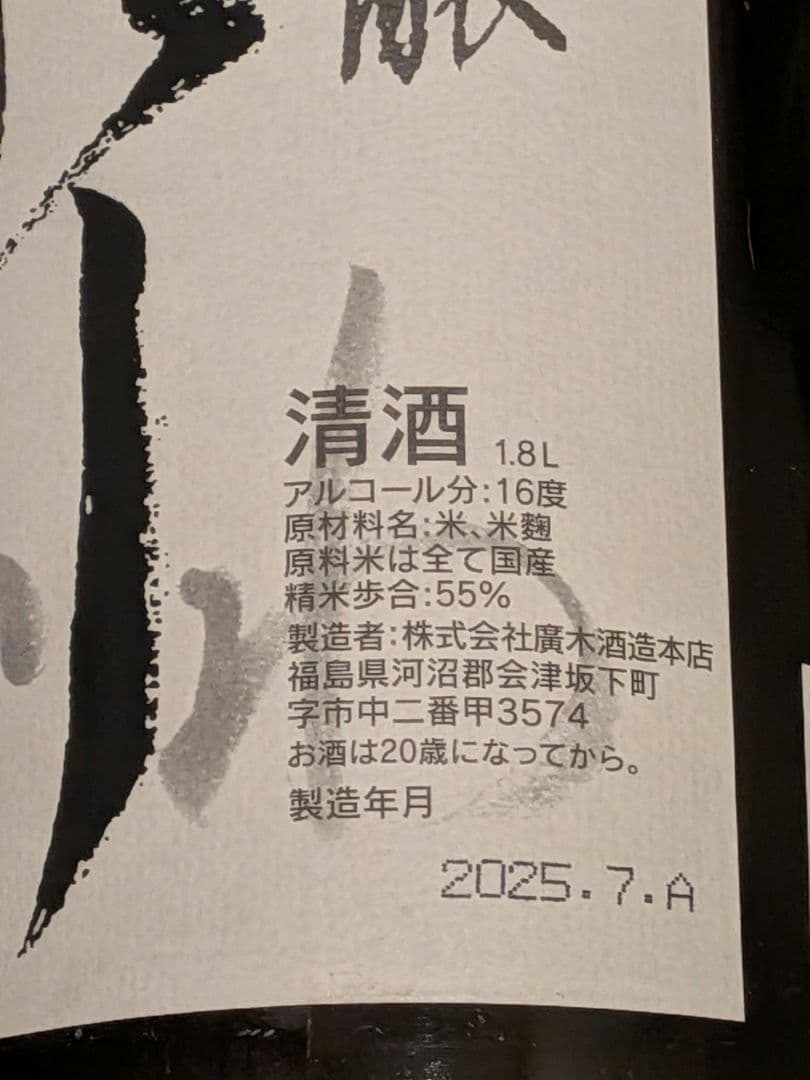 醸
清酒 1.8L
アルコール分:16度
原材料名:米、米麴
原料米は全て国産
精米歩合:55%
製造者:株式会社廣木酒造本店
福島県河沼郡会津坂下町
字市中二番甲3574
お酒は20歳になってから。
製造年月
2025.7.A